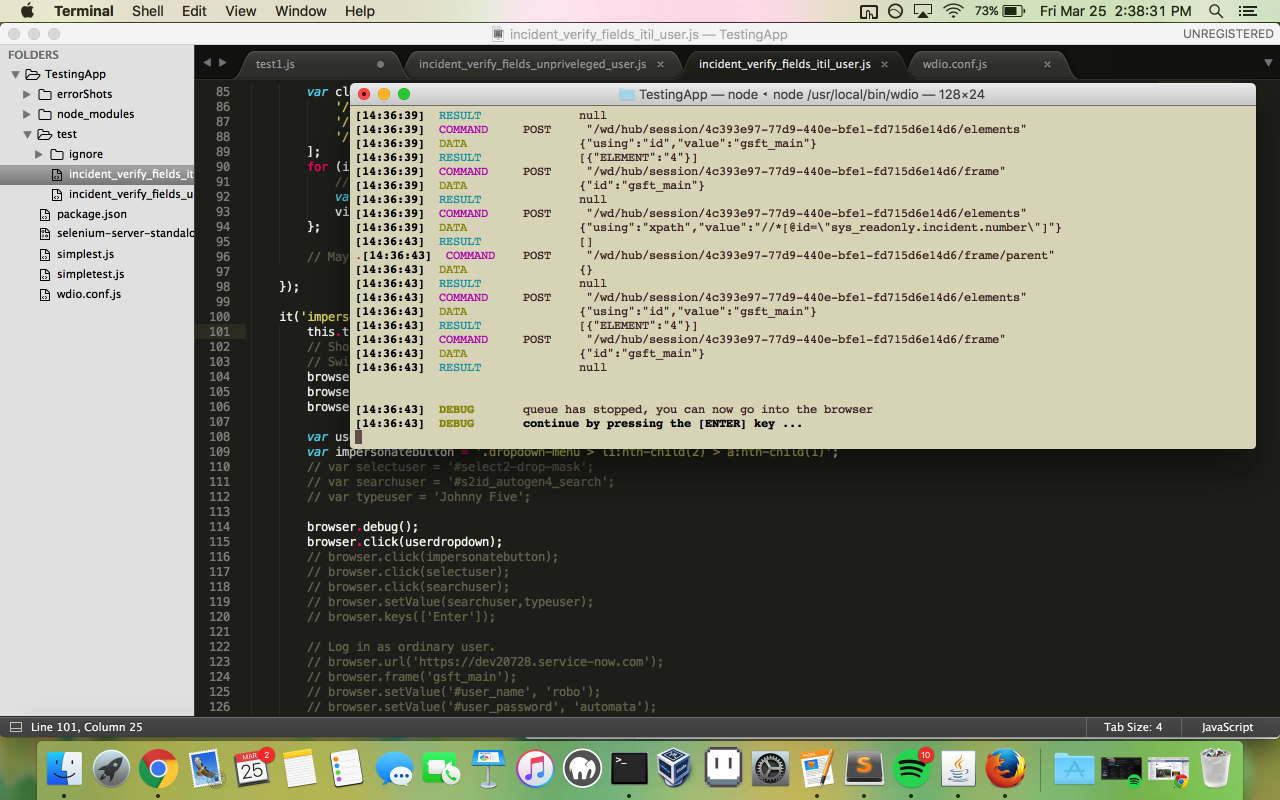 Terminal Shell Edit View Window Help 73% Fri Mar 25 2:38:31 PM
incident_verify_fields_itil_user.js — TestingApp UNREGISTERED
FOLDERS
TestingApp
errorShots
node_modules
test
ignore
incident_verify_fields_it
incident_verify_fields_u
package.json
selenium-server-standalo
simplest.js
simpletest.js
wdio.conf.js
test1.js incident_verify_fields_unpriveleged_user.js incident_verify_fields_itil_user.js wdio.conf.js
TestingApp — node • node /usr/local/bin/wdio — 128×24
[14:36:39] RESULT null
[14:36:39] COMMAND POST "/wd/hub/session/4c393e97-77d9-440e-bfe1-fd715d6e14d6/elements"
[14:36:39] DATA {"using":"id","value":"gsft_main"}
[14:36:39] RESULT [{"ELEMENT":"4"}]
[14:36:39] COMMAND POST "/wd/hub/session/4c393e97-77d9-440e-bfe1-fd715d6e14d6/frame"
[14:36:39] DATA {"id":"gsft_main"}
[14:36:39] RESULT null
[14:36:39] COMMAND POST "/wd/hub/session/4c393e97-77d9-440e-bfe1-fd715d6e14d6/elements"
[14:36:39] DATA {"using":"xpath","value":"//*[@id=\"sys_readonly.incident.number\"]"}
[14:36:43] RESULT []
.[14:36:43] COMMAND POST "/wd/hub/session/4c393e97-77d9-440e-bfe1-fd715d6e14d6/frame/parent"
[14:36:43] DATA {}
[14:36:43] RESULT null
[14:36:43] COMMAND POST "/wd/hub/session/4c393e97-77d9-440e-bfe1-fd715d6e14d6/elements"
[14:36:43] DATA {"using":"id","value":"gsft_main"}
[14:36:43] RESULT [{"ELEMENT":"4"}]
[14:36:43] COMMAND POST "/wd/hub/session/4c393e97-77d9-440e-bfe1-fd715d6e14d6/frame"
[14:36:43] DATA {"id":"gsft_main"}
[14:36:43] RESULT null
[14:36:43] DEBUG queue has stopped, you can now go into the browser
[14:36:43] DEBUG continue by pressing the [ENTER] key ...
85 var cl
86 '/
87 '/
88 '/
89 ];
90 for (i
91 //
92 va
93 vi
94 };
95
96 // May
97
98 });
99
100 it('impers
101 this.t
102 // Sho
103 // Swi
104 browse
105 browse
106 browse
107
108 var us
109 var impersonatebutton = '.dropdown-menu > li:nth-child(2) > a:nth-child(1)';
110 // var selectuser = '#select2-drop-mask';
111 // var searchuser = '#s2id_autogen4_search';
112 // var typeuser = 'Johnny Five';
113
114 browser.debug();
115 browser.click(userdropdown);
116 // browser.click(impersonatebutton);
117 // browser.click(selectuser);
118 // browser.click(searchuser);
119 // browser.setValue(searchuser,typeuser);
120 // browser.keys(['Enter']);
121
122 // Log in as ordinary user.
123 // browser.url('https://dev20728.service-now.com');
124 // browser.frame('gsft_main');
125 // browser.setValue('#user_name', 'robo');
126 // browser.setValue('#user_password', 'automata');
Line 101, Column 25 Tab Size: 4 JavaScript
MAR 2
25
10